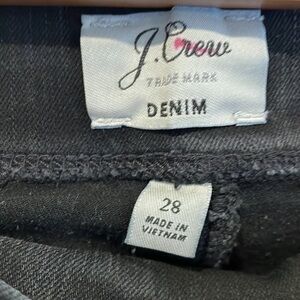 J.Crew
TRADE MARK
DENIM
28
MADE IN
VIETNAM